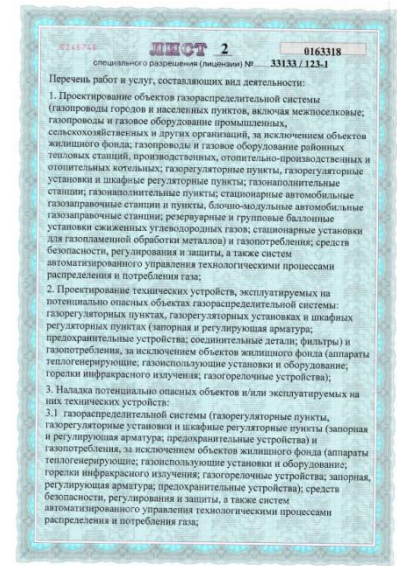 0145740
ЛИСТ 2
0163318
специального разрешения (лицензии) № 33133 / 123-1
Перечень работ и услуг, составляющих вид деятельности:
1. Проектирование объектов газораспределительной системы
(газопроводы городов и населенных пунктов, включая межпоселковые;
газопроводы и газовое оборудование промышленных,
сельскохозяйственных и других организаций, за исключением объектов
жилищного фонда; газопроводы и газовое оборудование районных
тепловых станций, производственных, отопительно-производственных и
отопительных котельных; газорегуляторные пункты, газорегуляторные
установки и шкафные регуляторные пункты; газонаполнительные
станции; газонаполнительные пункты; стационарные автомобильные
газозаправочные станции и пункты, блочно-модульные автомобильные
газозаправочные станции; резервуарные и групповые баллонные
установки сжиженных углеводородных газов; стационарные установки
для газопламенной обработки металлов) и газопотребления; средств
безопасности, регулирования и защиты, а также систем
автоматизированного управления технологическими процессами
распределения и потребления газа;
2. Проектирование технических устройств, эксплуатируемых на
потенциально опасных объектах газораспределительной системы:
газорегуляторных пунктах, газорегуляторных установках и шкафных
регуляторных пунктах (запорная и регулирующая арматура;
предохранительные устройства; соединительные детали; фильтры) и
газопотребления, за исключением объектов жилищного фонда (аппараты
теплогенерирующие; газоиспользующие установки и оборудование;
горелки инфракрасного излучения; газогорелочные устройства);
3. Наладка потенциально опасных объектов и/или эксплуатируемых на
них технических устройств:
3.1 газораспределительной системы (газорегуляторные пункты,
газорегуляторные установки и шкафные регуляторные пункты (запорная
и регулирующая арматура; предохранительные устройства) и
газопотребления, за исключением объектов жилищного фонда (аппараты
теплогенерирующие; газоиспользующие установки и оборудование;
горелки инфракрасного излучения; газогорелочные устройства; запорная,
регулирующая арматура; предохранительные устройства); средств
безопасности, регулирования и защиты, а также систем
автоматизированного управления технологическими процессами
распределения и потребления газа;